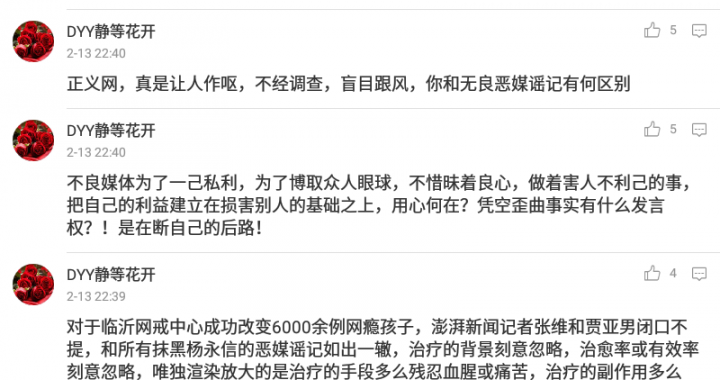 DYY静等花开
5
2-13 22:40
正义网，真是让人作呕，不经调查，盲目跟风，你和无良恶媒谣记有何区别
DYY静等花开
5
2-13 22:40
不良媒体为了一己私利，为了博取众人眼球，不惜昧着良心，做着害人不利己的事，
把自己的利益建立在损害别人的基础之上，用心何在？凭空歪曲事实有什么发言
权？！是在断自己的后路！
DYY静等花开
4
2-13 22:39
对于临沂网戒中心成功改变6000余例网瘾孩子，澎湃新闻记者张维和贾亚男闭口不
提，和所有抹黑杨永信的恶媒谣记如出一辙，治疗的背景刻意忽略，治愈率或有效率
刻意忽略，唯独渲染放大的是治疗的手段多么残忍血腥或痛苦，治疗的副作用多么